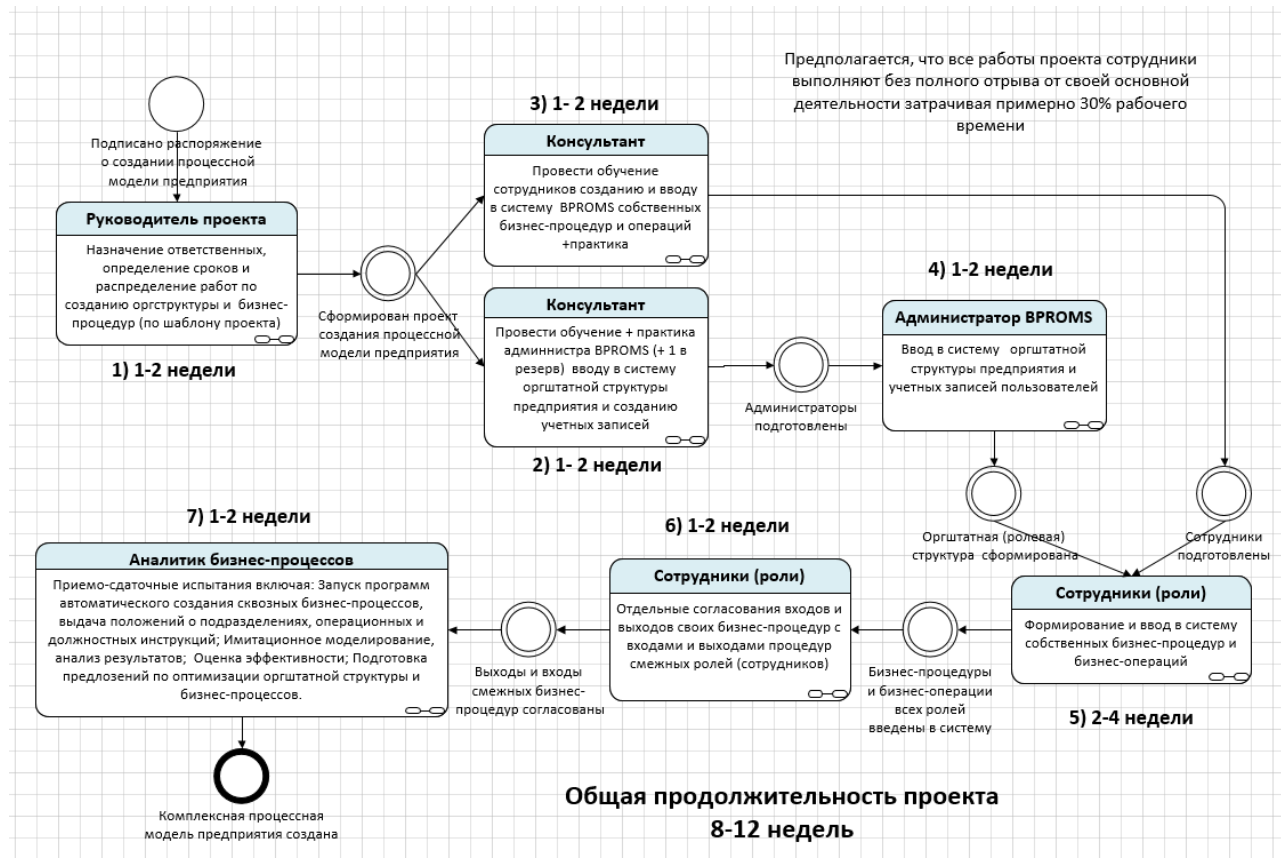 Предполагается, что все работы проекта сотрудники
выполняют без полного отрыва от своей основной
деятельности затрачивая примерно 30% рабочего
времени
Подписано распоряжение
о создании процессной
модели предприятия
Руководитель проекта
Назначение ответственных,
определение сроков и
распределение работ по
созданию оргструктуры и бизнес-
процедур (по шаблону проекта)
1) 1-2 недели
Сформирован проект
создания процессной
модели предприятия
3) 1- 2 недели
Консультант
Провести обучение
сотрудников созданию и вводу
в систему BPROMS собственных
бизнес-процедур и операций
+практика
Консультант
Провести обучение + практика
админнистра BPROMS (+ 1 в
резерв) вводу в систему
оргштатной структуры
предприятия и созданию
учетных записей
2) 1- 2 недели
Администраторы
подготовлены
4) 1-2 недели
Администратор BPROMS
Ввод в систему оргштатной
структуры предприятия и
учетных записей пользователей
Оргштатная (ролевая)
структура сформирована
Сотрудники
подготовлены
Сотрудники (роли)
Формирование и ввод в систему
собственных бизнес-процедур и
бизнес-операций
5) 2-4 недели
Бизнес-процедуры
и бизнес-операции
всех ролей
введены в систему
6) 1-2 недели
Сотрудники (роли)
Отдельные согласования входов и
выходов своих бизнес-процедур с
входами и выходами процедур
смежных ролей (сотрудников)
Выходы и входы
смежных бизнес-
процедур согласованы
7) 1-2 недели
Аналитик бизнес-процессов
Приемо-сдаточные испытания включая: Запуск программ
автоматического создания сквозных бизнес-процессов,
выдача положений о подразделениях, операционных и
должностных инструкций; Имитационное моделирование,
анализ результатов; Оценка эффективности; Подготовка
предлозений по оптимизации оргштатной структуры и
бизнес-процессов.
Комплексная процессная
модель предприятия создана
Общая продолжительность проекта
8-12 недель